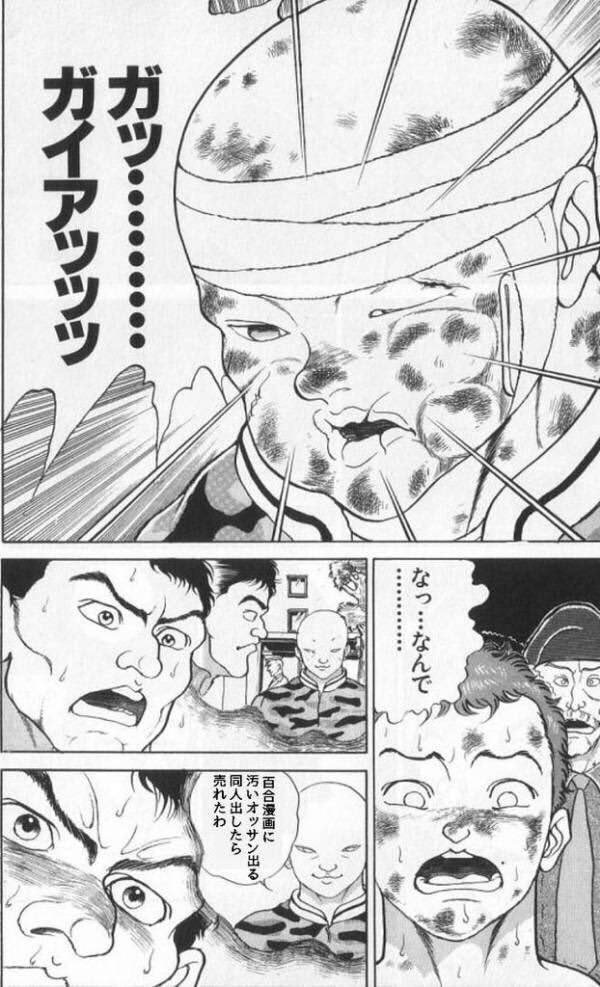 ガッ………
ガイアッッッ
なっ…なんで
…………
百合漫画に
汚いオッサン出る
同人出したら
売れたわ